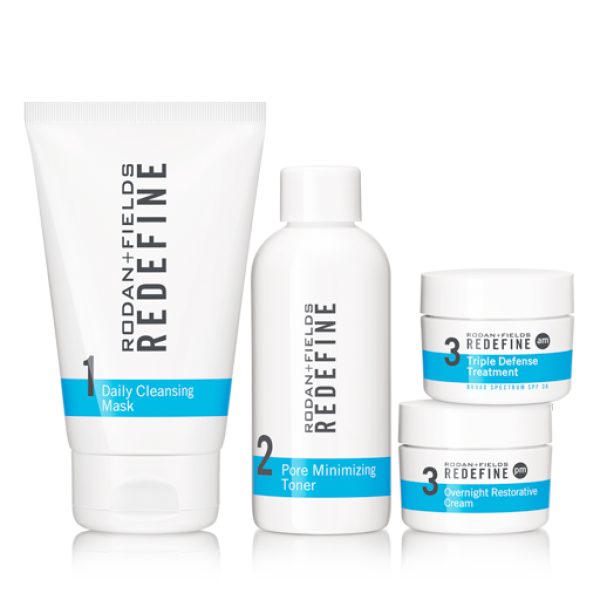 RODAN+FIELDS
REDEFINE
1
Daily Cleansing
Mask
RODAN+FIELDS
REDEFINE
2
Pore Minimizing
Toner
RODAN+FIELDS
REDEFINE am
3
Triple Defense
Treatment
BROAD SPECTRUM SPF 30
RODAN+FIELDS
REDEFINE pm
3
Overnight Restorative
Cream